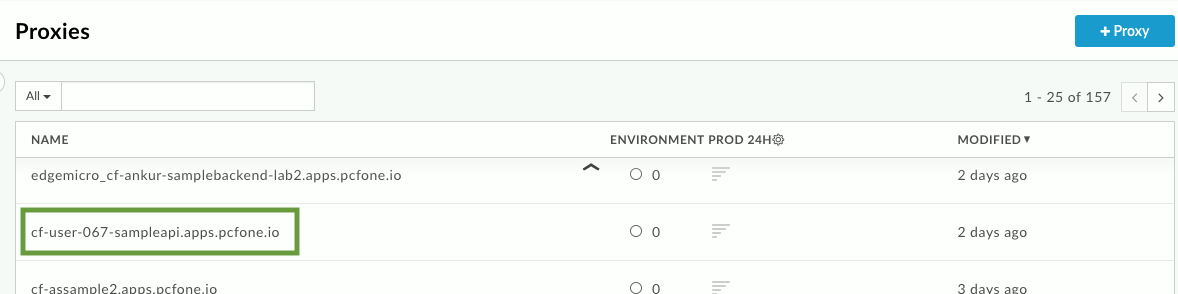 Proxies
+ Proxy
All
1 - 25 of 157
NAME ENVIRONMENT PROD 24H MODIFIED
edgemicro_cf-ankur-samplebackend-lab2.apps.pcfone.io 0 2 days ago
cf-user-067-sampleapi.apps.pcfone.io 0 2 days ago
cf-assample2.apps.pcfone.io 0 3 days ago